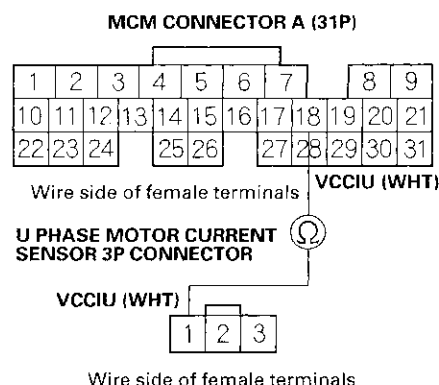 MCM CONNECTOR A (31P)
1 2 3 4 5 6 7 8 9
10 11 12 13 14 15 16 17 18 19 20 21
22 23 24 25 26 27 28 29 30 31
Wire side of female terminals
VCCIU (WHT)
U PHASE MOTOR CURRENT
SENSOR 3P CONNECTOR
Ω
VCCIU (WHT)
1 2 3
Wire side of female terminals